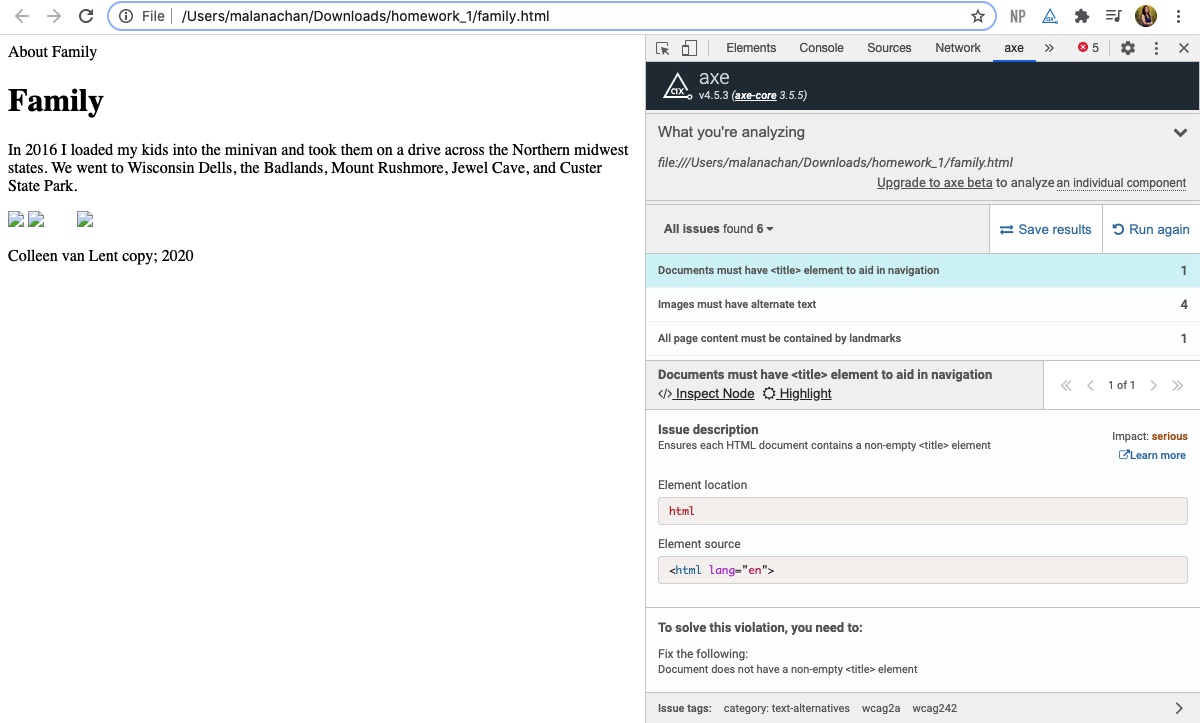 File /Users/malanachan/Downloads/homework_1/family.html NP
About Family
Family
In 2016 I loaded my kids into the minivan and took them on a drive across the Northern midwest
states. We went to Wisconsin Dells, the Badlands, Mount Rushmore, Jewel Cave, and Custer
State Park.
Colleen van Lent copy; 2020
Elements Console Sources Network axe » 5
axe
v4.5.3 (axe-core 3.5.5)
What you're analyzing
file:///Users/malanachan/Downloads/homework_1/family.html
Upgrade to axe beta to analyze an individual component
All issues found 6
Save results Run again
Documents must have <title> element to aid in navigation 1
Images must have alternate text 4
All page content must be contained by landmarks 1
Documents must have <title> element to aid in navigation
</> Inspect Node Highlight
1 of 1
Issue description
Ensures each HTML document contains a non-empty <title> element
Impact: serious
Learn more
Element location
html
Element source
<html lang="en">
To solve this violation, you need to:
Fix the following:
Document does not have a non-empty <title> element
Issue tags: category: text-alternatives wcag2a wcag242